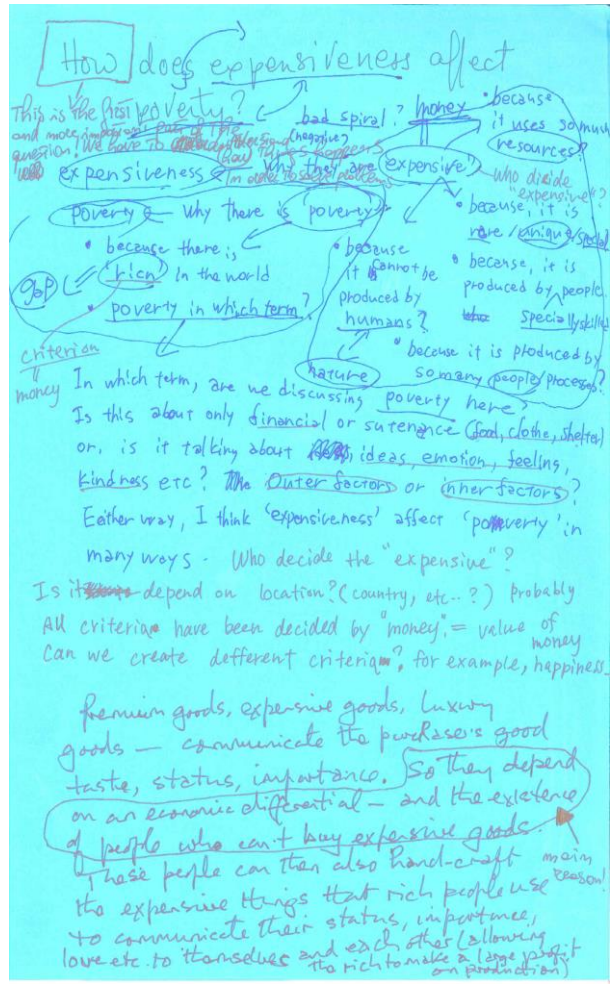 How does expensiveness affect
poverty?
This is the first
and more important part of the
question! We have to understand
how this happens
in order to solve problems
bad spiral?
(negative)
money
expensiveness
why they are "expensive"
• because
it uses so much
resources?
who dicide
"expensive"?
• because, it is
rare/unique/special
• because, it is
produced by people
specially skilled
• because it is produced by
so many people/processes?
poverty
why there is poverty
• because there is
'rich' in the world
gap
• poverty in which term?
• because
it cannot be
produced by
humans?
nature
criterion
money
In which term, are we discussing poverty here?
Is this about only financial or sutenance (food, clothe, shelter)
or, is it talking about ideas, emotion, feeling,
kindness etc? The Outer factors or inner factors?
Eeither way, I think 'expensiveness' affect 'poverty' in
many ways. Who decide the "expensive"?
Is it depend on location? (country, etc..?) probably
All criteria have been decided by "money". = value of
money
Can we create defferent criteria? for example, happiness.
Premium goods, expensive goods, luxury
goods — communicate the purchaser's good
taste, status, importance. So they depend
on an economic differential — and the existence
of people who can't buy expensive goods.
main
reason!
These people can then also hand-craft
the expensive things that rich people use
to communicate their status, importance,
love etc. to themselves and each other (allowing
the rich to make a large profit
on production)